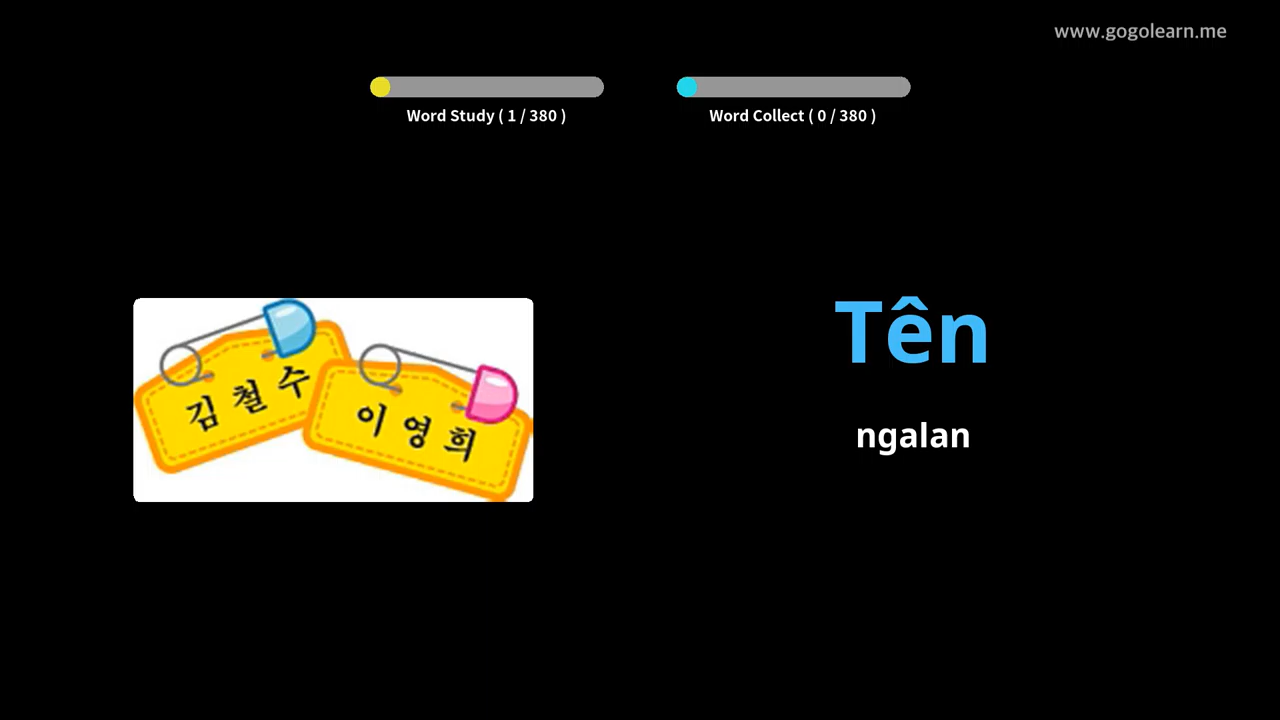 www.gogolearn.me
Word Study ( 1 / 380 )
Word Collect ( 0 / 380 )
김철수
이영희
Tên
ngalan